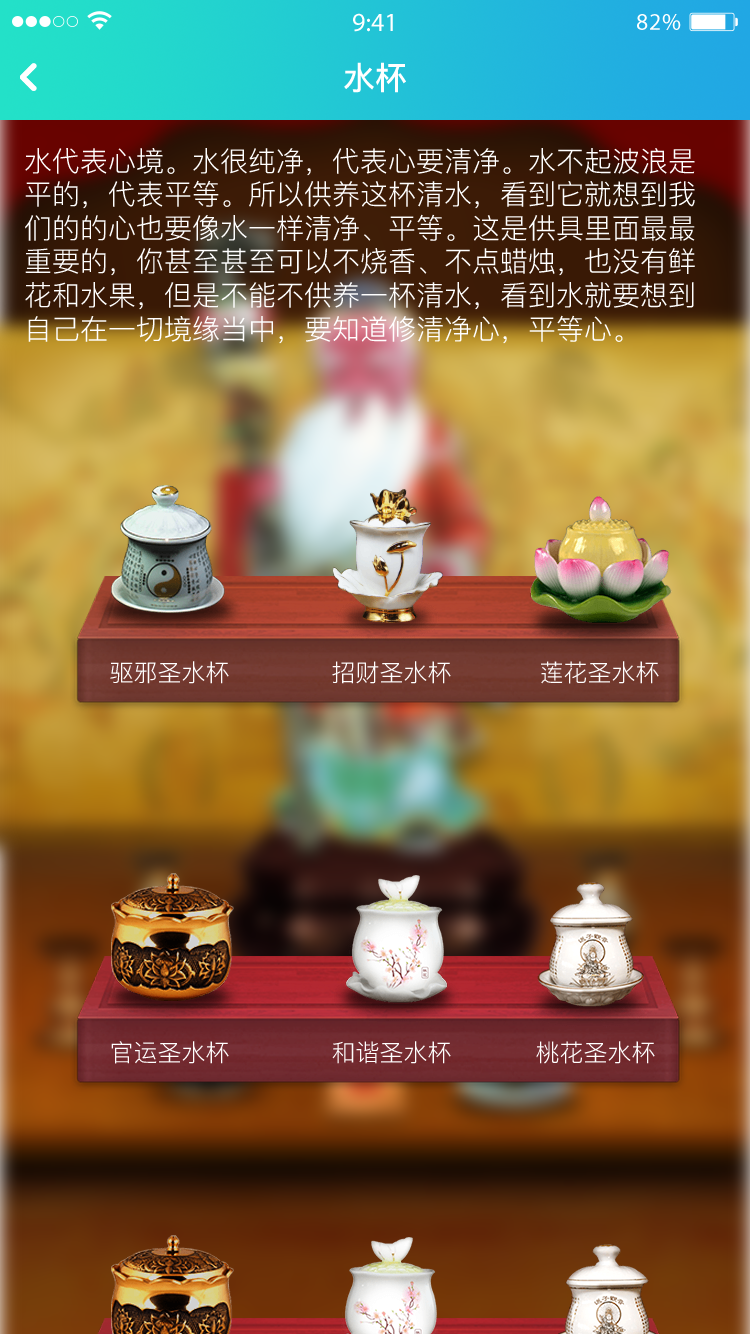 9:41
82%
水杯
水代表心境。水很纯净，代表心要清净。水不起波浪是
平的，代表平等。所以供养这杯清水，看到它就想到我
们的的心也要像水一样清净、平等。这是供具里面最最
重要的，你甚至甚至可以不烧香、不点蜡烛，也没有鲜
花和水果，但是不能不供养一杯清水，看到水就要想到
自己在一切境缘当中，要知道修清净心，平等心。
驱邪圣水杯
招财圣水杯
莲花圣水杯
官运圣水杯
和谐圣水杯
桃花圣水杯